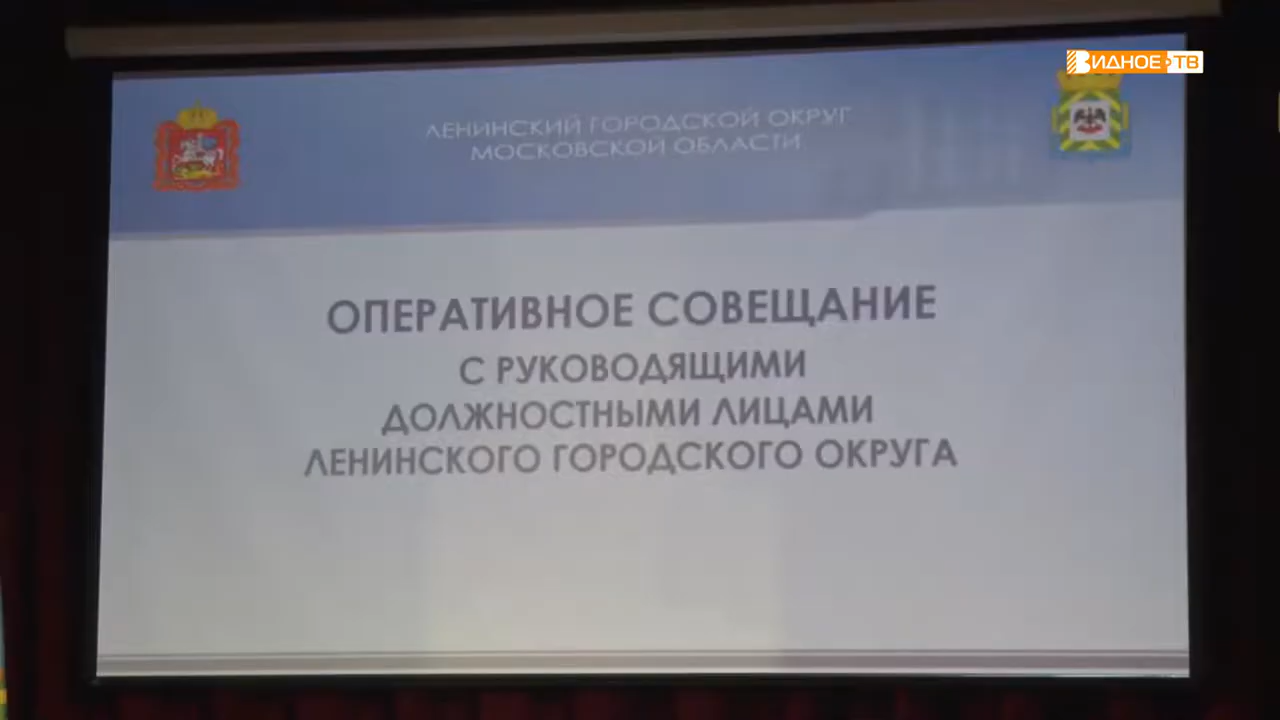 ВИДНОЕ ТВ
ЛЕНИНСКИЙ ГОРОДСКОЙ ОКРУГ
МОСКОВСКОЙ ОБЛАСТИ
ОПЕРАТИВНОЕ СОВЕЩАНИЕ
С РУКОВОДЯЩИМИ
ДОЛЖНОСТНЫМИ ЛИЦАМИ
ЛЕНИНСКОГО ГОРОДСКОГО ОКРУГА